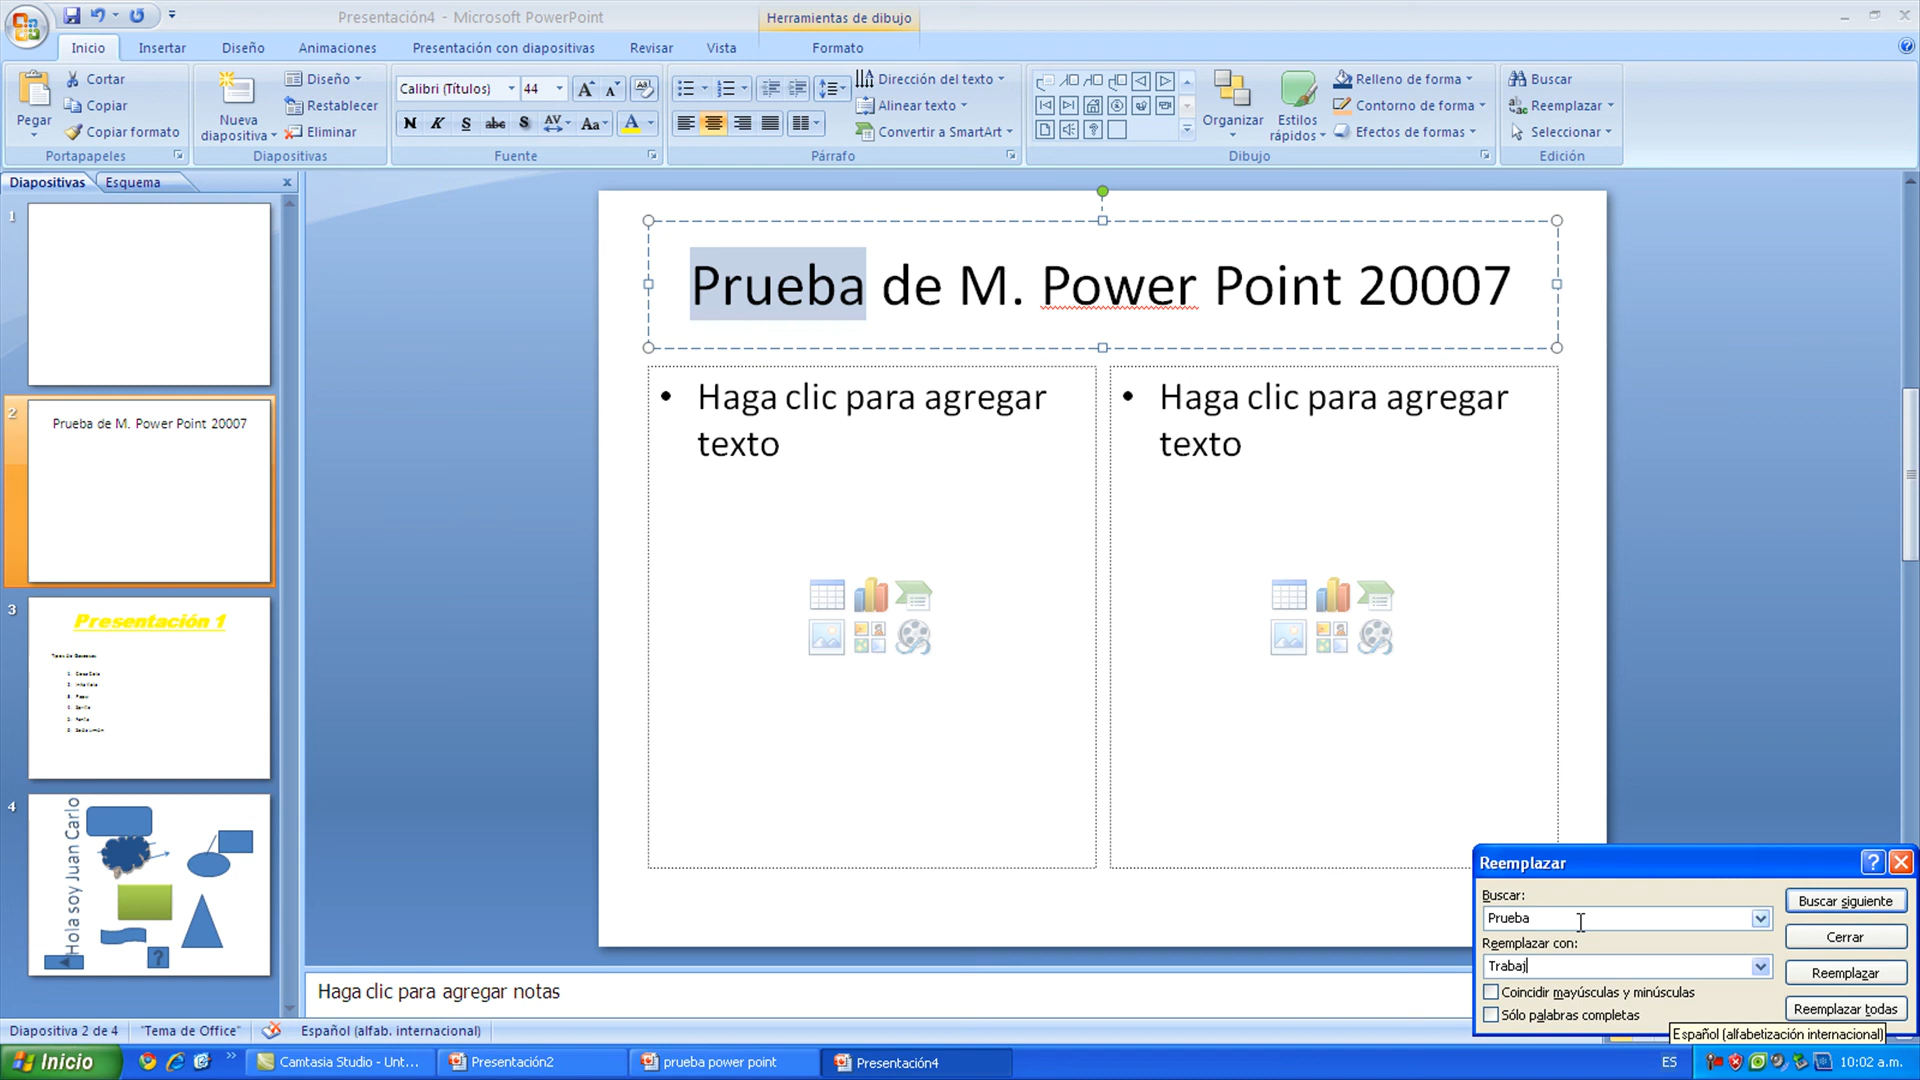 Presentación4 - Microsoft PowerPoint
Herramientas de dibujo
Inicio
Insertar
Diseño
Animaciones
Presentación con diapositivas
Revisar
Vista
Formato
Pegar
Cortar
Copiar
Copiar formato
Portapapeles
Nueva diapositiva
Diseño
Restablecer
Eliminar
Diapositivas
Calibri (Títulos)
44
N K S abc S AV Aa A
Fuente
Dirección del texto
Alinear texto
Convertir a SmartArt
Párrafo
Organizar
Estilos rápidos
Relleno de forma
Contorno de forma
Efectos de formas
Dibujo
Buscar
Reemplazar
Seleccionar
Edición
Diapositivas
Esquema
1
2
Prueba de M. Power Point 20007
3
Presentación 1
4
Hola soy Juan Carlo
Prueba de M. Power Point 20007
• Haga clic para agregar
texto
• Haga clic para agregar
texto
Haga clic para agregar notas
Reemplazar
Buscar:
Prueba
Reemplazar con:
Trabaj
Coincidir mayúsculas y minúsculas
Sólo palabras completas
Buscar siguiente
Cerrar
Reemplazar
Reemplazar todas
Español (alfabetización internacional)
Diapositiva 2 de 4
"Tema de Office"
Español (alfab. internacional)
Inicio
Camtasia Studio - Unt...
Presentación2
prueba power point
Presentación4
ES
10:02 a.m.